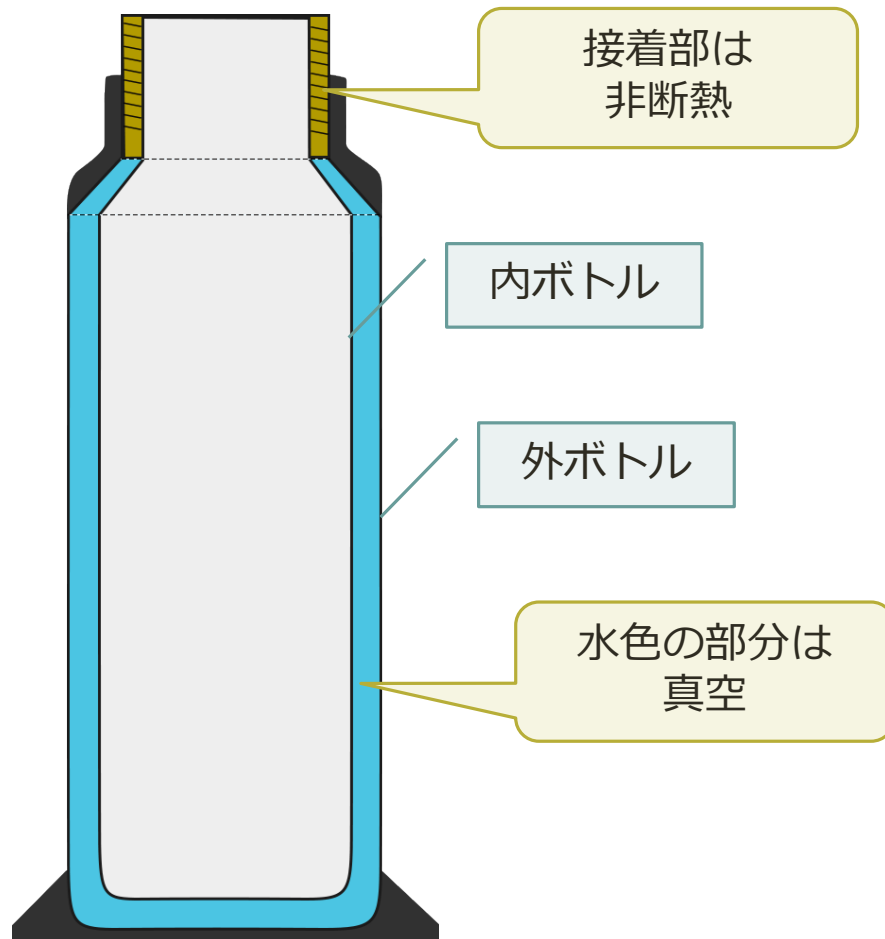 接着部は
非断熱
内ボトル
外ボトル
水色の部分は
真空